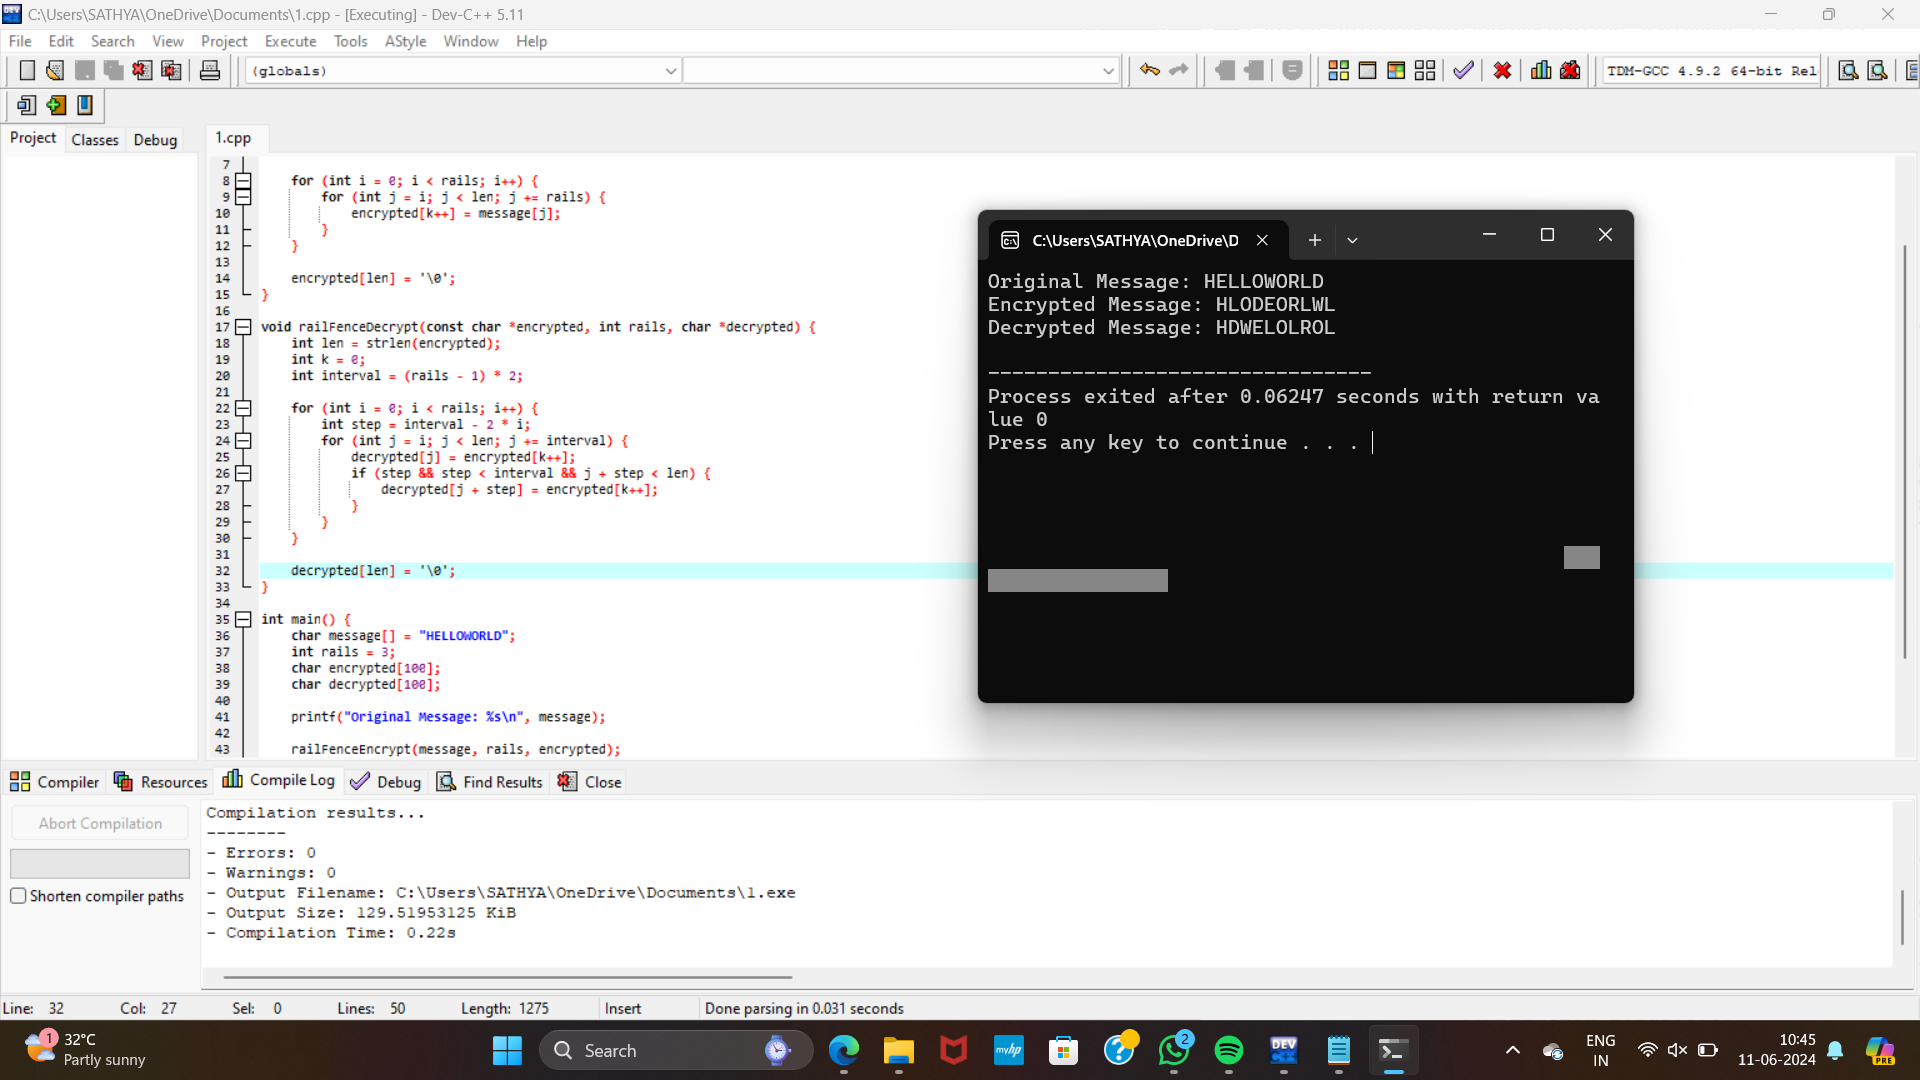 C:\Users\SATHYA\OneDrive\Documents\1.cpp - [Executing] - Dev-C++ 5.11
File Edit Search View Project Execute Tools AStyle Window Help
(globals)
TDM-GCC 4.9.2 64-bit Rel
Project Classes Debug
1.cpp
7
8 for (int i = 0; i < rails; i++) {
9 for (int j = i; j < len; j += rails) {
10 encrypted[k++] = message[j];
11 }
12 }
13
14 encrypted[len] = '\0';
15 }
16
17 void railFenceDecrypt(const char *encrypted, int rails, char *decrypted) {
18 int len = strlen(encrypted);
19 int k = 0;
20 int interval = (rails - 1) * 2;
21
22 for (int i = 0; i < rails; i++) {
23 int step = interval - 2 * i;
24 for (int j = i; j < len; j += interval) {
25 decrypted[j] = encrypted[k++];
26 if (step && step < interval && j + step < len) {
27 decrypted[j + step] = encrypted[k++];
28 }
29 }
30 }
31
32 decrypted[len] = '\0';
33 }
34
35 int main() {
36 char message[] = "HELLOWORLD";
37 int rails = 3;
38 char encrypted[100];
39 char decrypted[100];
40
41 printf("Original Message: %s\n", message);
42
43 railFenceEncrypt(message, rails, encrypted);
C:\Users\SATHYA\OneDrive\D
Original Message: HELLOWORLD
Encrypted Message: HLODEORLWL
Decrypted Message: HDWELOLROL
--------------------------------
Process exited after 0.06247 seconds with return va
lue 0
Press any key to continue . . .
Compiler Resources Compile Log Debug Find Results Close
Abort Compilation
Shorten compiler paths
Compilation results...
--------
- Errors: 0
- Warnings: 0
- Output Filename: C:\Users\SATHYA\OneDrive\Documents\1.exe
- Output Size: 129.51953125 KiB
- Compilation Time: 0.22s
Line: 32 Col: 27 Sel: 0 Lines: 50 Length: 1275 Insert Done parsing in 0.031 seconds
1
32°C
Partly sunny
Search
myhp
2
DEV C++
ENG
IN
10:45
11-06-2024
PRE